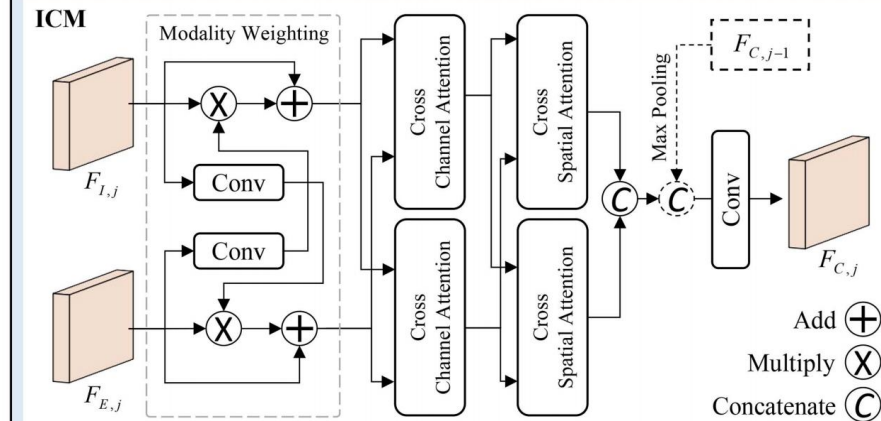 ICM
Modality Weighting
F_{I,j}
Conv
Conv
F_{E,j}
Cross
Channel Attention
Cross
Spatial Attention
Cross
Channel Attention
Cross
Spatial Attention
C
C
Max Pooling
F_{C,j-1}
Conv
F_{C,j}
Add +
Multiply X
Concatenate C